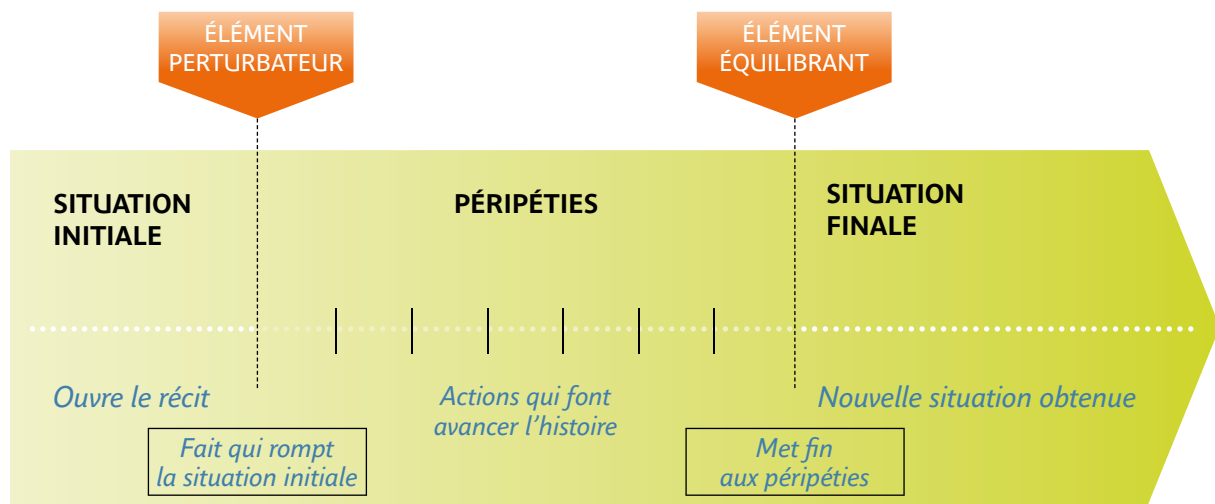 ÉLÉMENT
PERTURBATEUR
ÉLÉMENT
ÉQUILIBRANT
SITUATION
INITIALE
PÉRIPÉTIES
SITUATION
FINALE
Ouvre le récit
Actions qui font
avancer l’histoire
Nouvelle situation obtenue
Fait qui rompt
la situation initiale
Met fin
aux péripéties